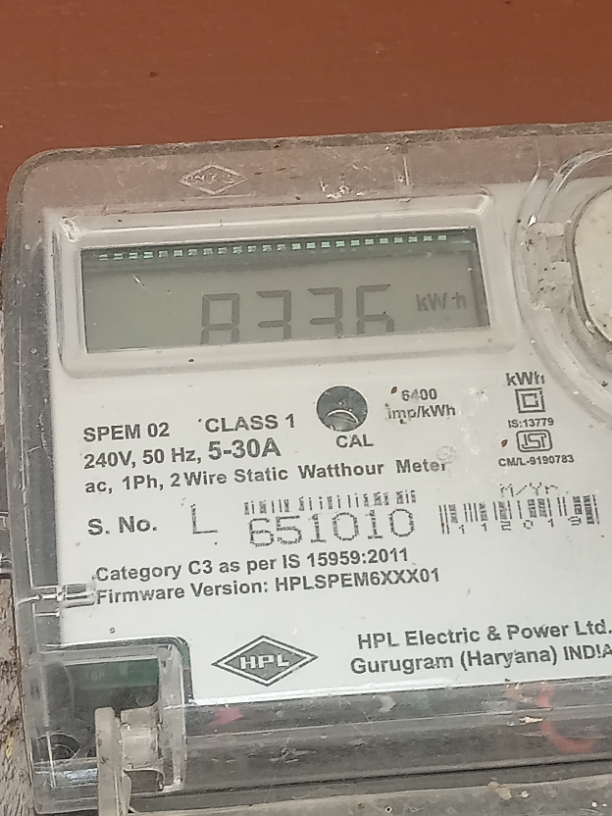 8336 kWh
SPEM 02 CLASS 1
240V, 50 Hz, 5-30A
ac, 1Ph, 2 Wire Static Watthour Meter
6400
imp/kWh
CAL
kWh
IS:13779
CM/L-9190783
M/Yr.
S. No. L 651010
112019
Category C3 as per IS 15959:2011
Firmware Version: HPLSPEM6XXX01
HPL
HPL Electric & Power Ltd.
Gurugram (Haryana) INDIA